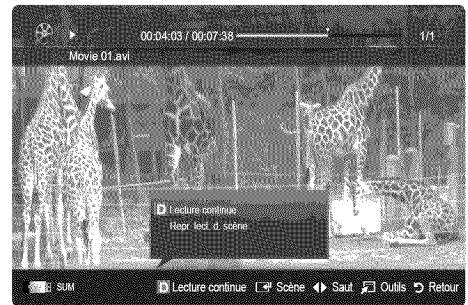 00:04:03 / 00:07:38
1/1
Movie 01.avi
D Lecture continue
Repr. lect. d. scène
SUM
D Lecture continue Scène Saut Outils Retour